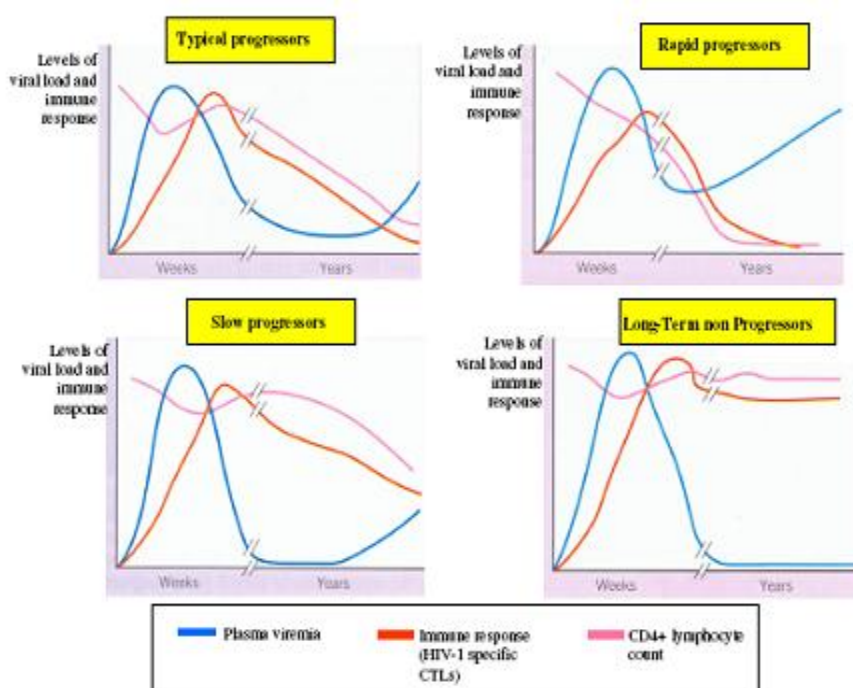 Typical progressors
Levels of
viral load and
immune
response
Weeks
Years
Rapid progressors
Levels of
viral load and
immune
response
Weeks
Years
Slow progressors
Levels of
viral load and
immune
response
Weeks
Years
Long-Term non Progressors
Levels of
viral load and
immune
response
Weeks
Years
Plasma viremia
Immune response
(HIV-1 specific
CTLs)
CD4+ lymphocyte
count